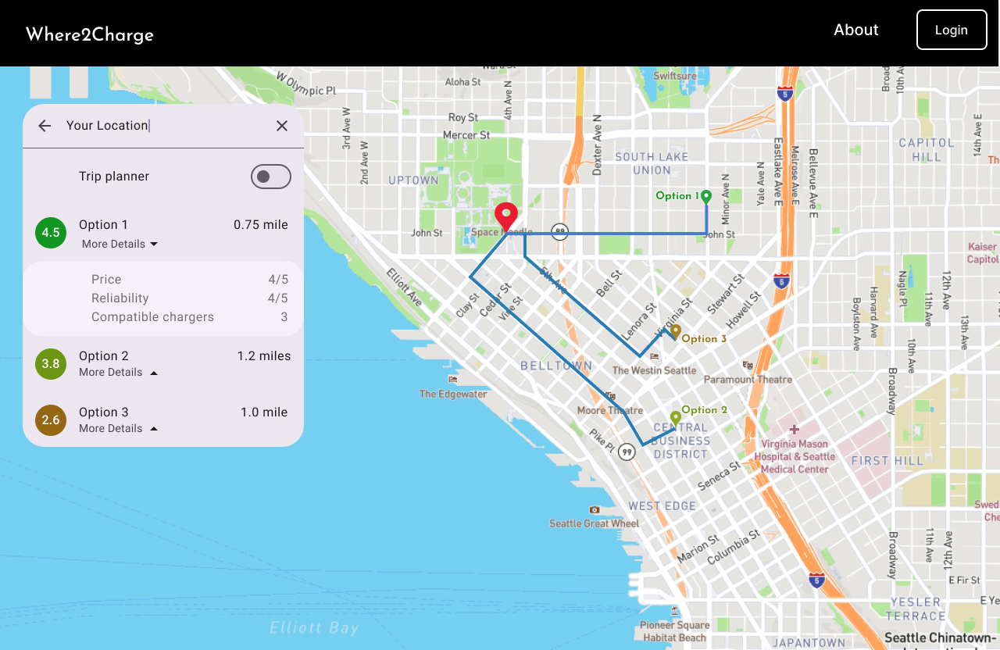 Where2Charge
About
Login
Your Location
Trip planner
4.5
Option 1
0.75 mile
More Details
Price
4/5
Reliability
4/5
Compatible chargers
3
3.8
Option 2
1.2 miles
More Details
2.6
Option 3
1.0 mile
More Details
W Olympic Pl
Aloha St
4th Ave N
Swiftsure
5
10th Av
Roy St
Mercer St
3rd Ave W
2nd Ave W
Dexter Ave N
SOUTH LAKE
UNION
Eastlake Ave E
Melrose Ave E
Bellevue Ave E
14th Ave E
CAPITOL
HILL
UPTOWN
Option 1
Minor Ave N
Yale Ave N
John St
Space Needle
99
John St
Kaiser
Capitol
5
Elliott Ave
5th Ave
Bell St
Clay St
Cedar St
Vine St
Lenora St
Virginia St
Stewart St
Howell St
Nagle Pl
12th Ave
11th Ave
Harvard Ave
Boylston Ave
13th Ave
10th Ave
Option 3
BELLTOWN
The Westin Seattle
Paramount Theatre
Broadway
The Edgewater
Moore Theatre
Option 2
CENTRAL
BUSINESS
DISTRICT
Pike Pl
99
Virginia Mason
Hospital & Seattle
Medical Center
FIRST HILL
Seneca St
WEST EDGE
Seattle Great Wheel
Swed
Che
Marion St
Columbia St
Broadway
11th Ave
12th Ave
5
E Fir St
YESLER
TERRACE
E Ye
Elliott Bay
Pioneer Square
Habitat Beach
JAPANTOWN
Seattle Chinatown-